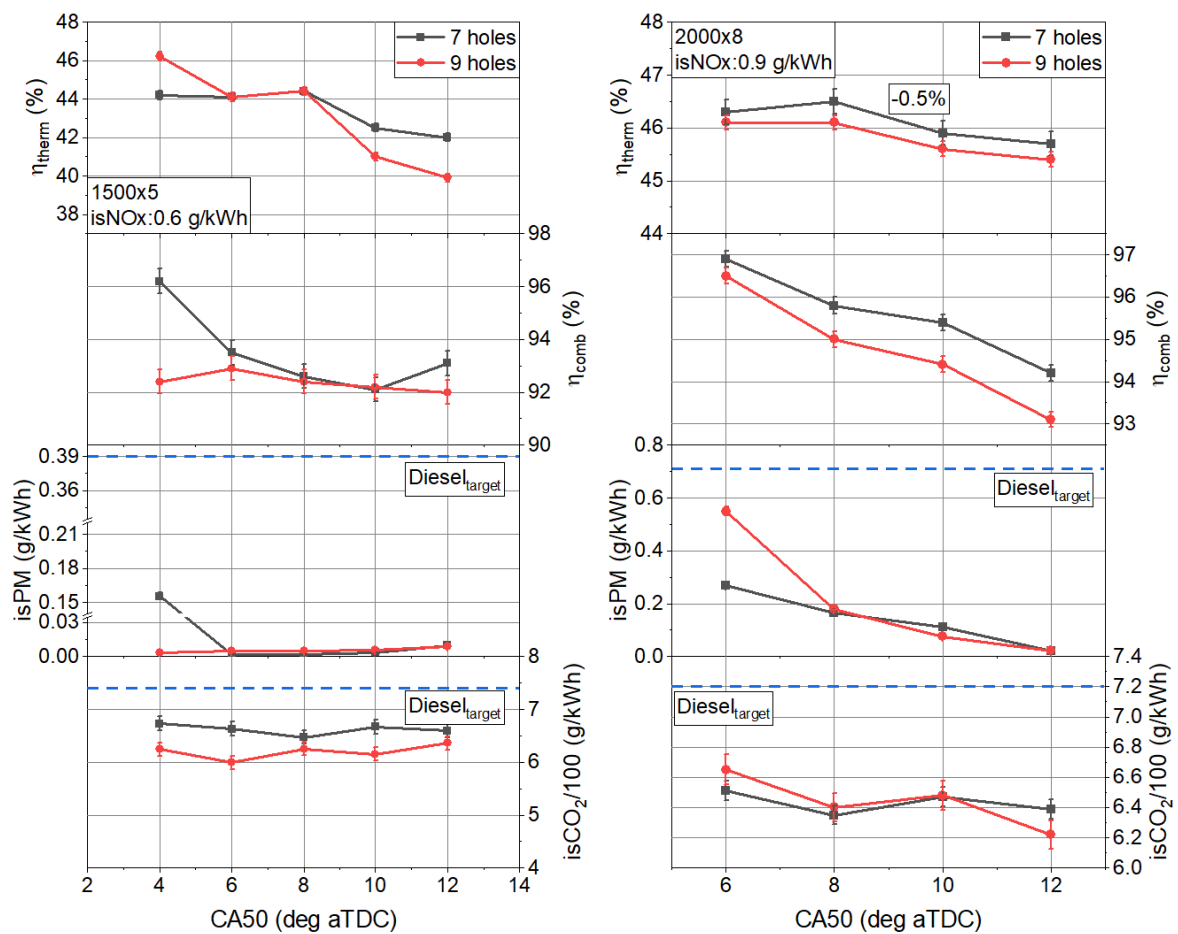 48
46
44
42
40
38
η_therm (%)
7 holes
9 holes
1500x5
isNOx:0.6 g/kWh
98
96
94
92
90
η_comb (%)
0.39
0.36
0.21
0.18
0.15
0.03
0.00
isPM (g/kWh)
Diesel_target
8
7
6
5
4
isCO₂/100 (g/kWh)
Diesel_target
2 4 6 8 10 12 14
CA50 (deg aTDC)
48
47
46
45
44
η_therm (%)
2000x8
isNOx:0.9 g/kWh
7 holes
9 holes
-0.5%
97
96
95
94
93
η_comb (%)
0.8
0.6
0.4
0.2
0.0
isPM (g/kWh)
Diesel_target
7.4
7.2
7.0
6.8
6.6
6.4
6.2
6.0
isCO₂/100 (g/kWh)
Diesel_target
6 8 10 12
CA50 (deg aTDC)